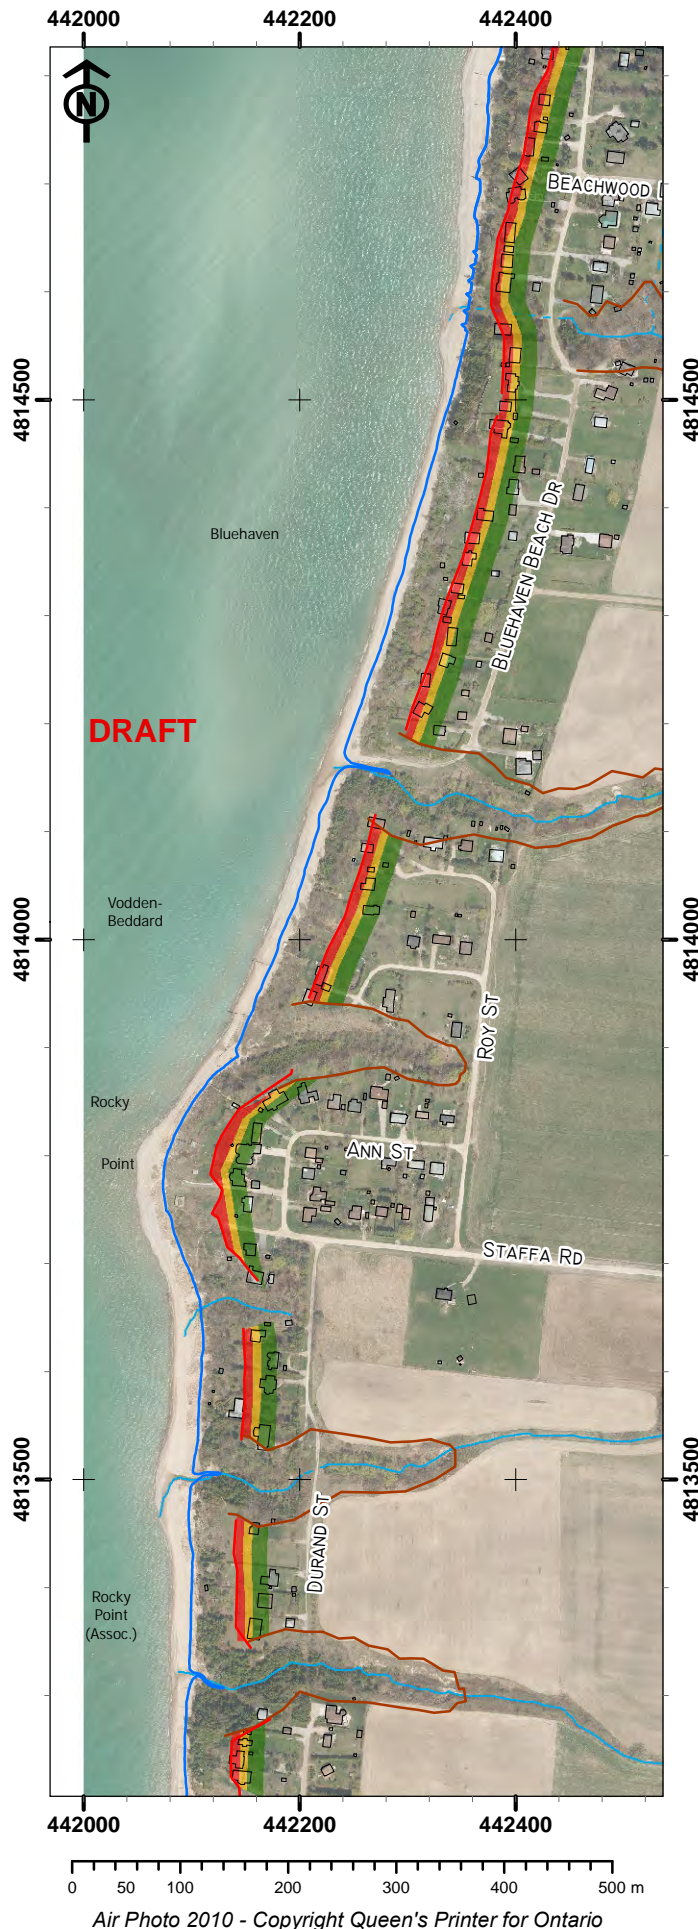 442000
442200
442400
N
BEACHWOOD
4814500
4814500
Bluehaven
BLUEHAVEN BEACH DR
DRAFT
Vodden-
Beddard
4814000
4814000
ROY ST
Rocky
Point
ANN ST
STAFFA RD
4813500
4813500
DURAND ST
Rocky
Point
(Assoc.)
442000
442200
442400
0 50 100 200 300 400 500 m
Air Photo 2010 - Copyright Queen's Printer for Ontario